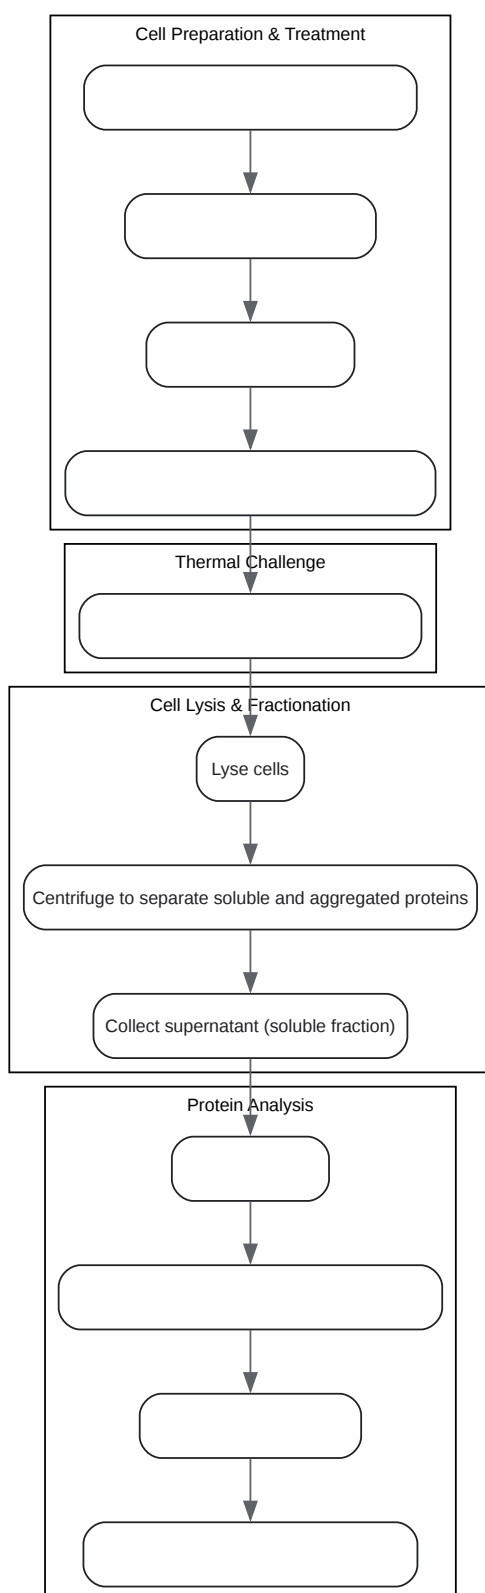 Cell Preparation & Treatment
Thermal Challenge
Cell Lysis & Fractionation
Lyse cells
Centrifuge to separate soluble and aggregated proteins
Collect supernatant (soluble fraction)
Protein Analysis